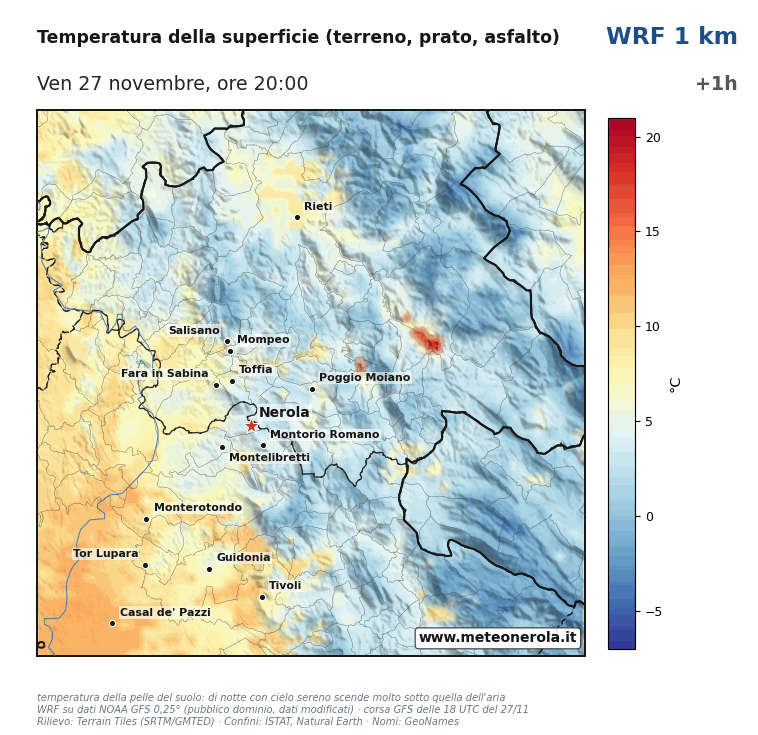 Temperatura della superficie (terreno, prato, asfalto)
WRF 1 km
Ven 27 novembre, ore 20:00
+1h
Rieti
Salisano
Mompeo
Toffia
Fara in Sabina
Poggio Moiano
Nerola
Montorio Romano
Montelibretti
Monterotondo
Tor Lupara
Guidonia
Tivoli
Casal de' Pazzi
www.meteonerola.it
20
15
10
5
0
−5
°C
temperatura della pelle del suolo: di notte con cielo sereno scende molto sotto quella dell'aria
WRF su dati NOAA GFS 0,25° (pubblico dominio, dati modificati) · corsa GFS delle 18 UTC del 27/11
Rilievo: Terrain Tiles (SRTM/GMTED) · Confini: ISTAT, Natural Earth · Nomi: GeoNames